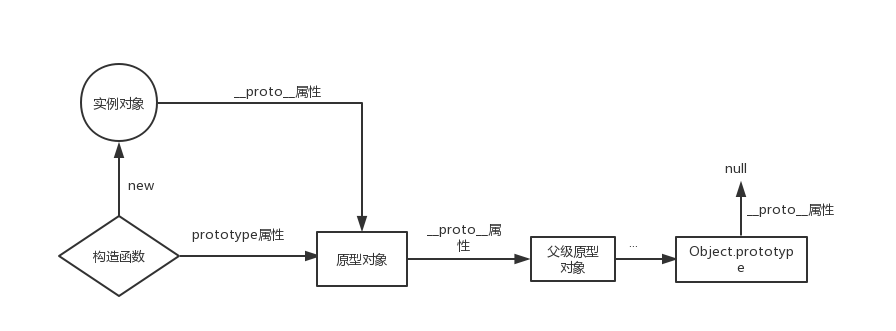 __proto__属性
实例对象
null
new
__proto__属性
prototype属性
__proto__属
性
...
构造函数
原型对象
父级原型
对象
Object.prototyp
e